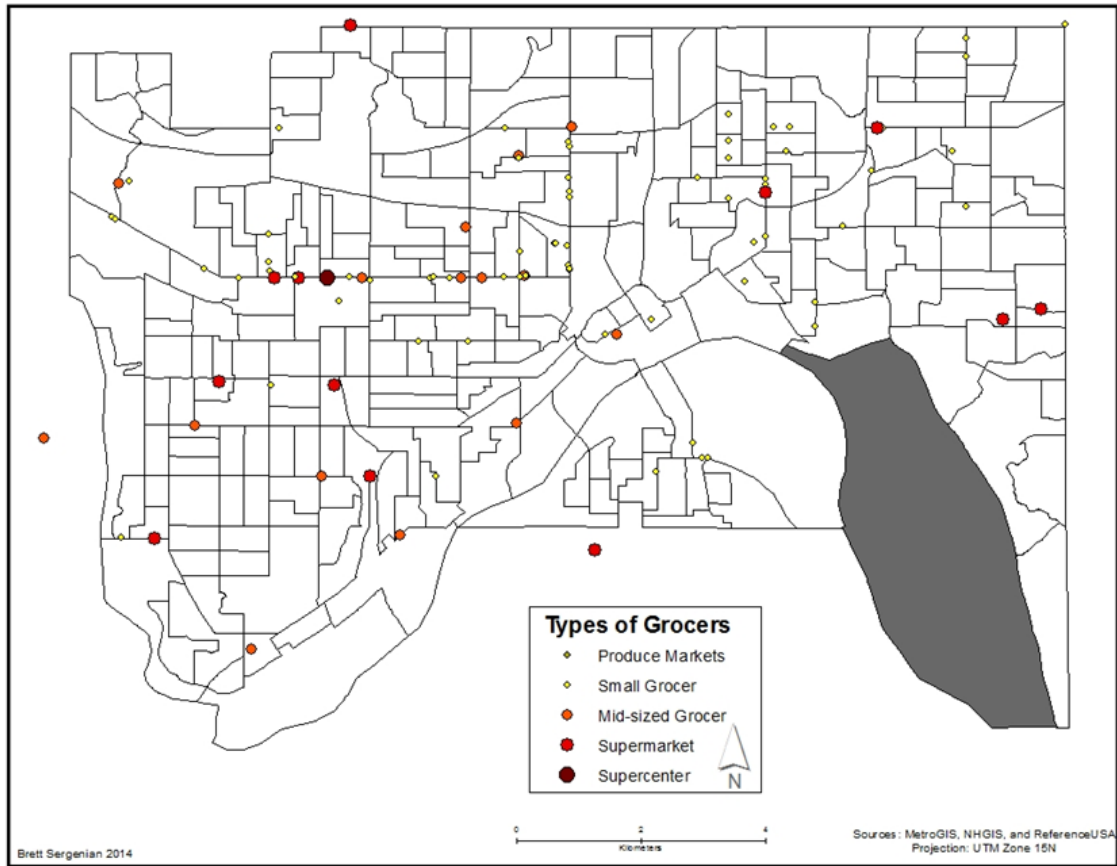 Types of Grocers
Produce Markets
Small Grocer
Mid-sized Grocer
Supermarket
Supercenter
N
0 2 4
Kilometers
Brett Sergenian 2014
Sources: MetroGIS, NHGIS, and ReferenceUSA
Projection: UTM Zone 15N